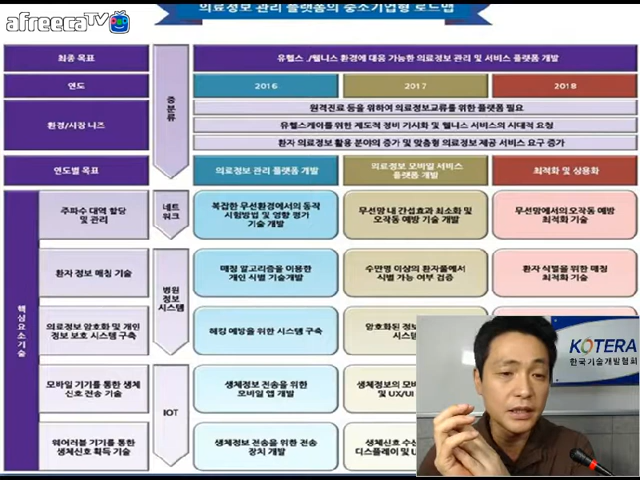 의료정보 관리 플랫폼의 중소기업형 로드맵
afreecaTV
최종 목표
유헬스 /웰니스 환경에 대응 가능한 의료정보 관리 및 서비스 플랫폼 개발
연도
중분류
2016
2017
2018
환경/시장 니즈
원격진료 등을 위하여 의료정보교류를 위한 플랫폼 필요
유헬스케어를 위한 제도적 정비 가시화 및 웰니스 서비스의 시대적 요청
환자 의료정보 활용 분야의 증가 및 맞춤형 의료정보 제공 서비스 요구 증가
연도별 목표
의료정보 관리 플랫폼 개발
의료정보 모바일 서비스
플랫폼 개발
최적화 및 상용화
핵심요소기술
주파수 대역 할당
및 관리
네트
워크
복잡한 무선환경에서의 동작
시험방법 및 영향 평가
기술 개발
무선망 내 간섭효과 최소화 및
오작동 예방 기술 개발
무선망에서의 오작동 예방
최적화 기술
환자 정보 매칭 기술
병원
정보
시스템
매칭 알고리즘을 이용한
개인 식별 기술개발
수만명 이상의 환자풀에서
식별 가능 여부 검증
환자 식별을 위한 매칭
최적화 기술
의료정보 암호화 및 개인
정보 보호 시스템 구축
해킹 예방을 위한 시스템 구축
암호화된 정보
시스
모바일 기기를 통한 생체
신호 전송 기술
IOT
생체정보 전송을 위한
모바일 앱 개발
생체정보의 모바
및 UX/UI
웨어러블 기기를 통한
생체신호 획득 기술
생체정보 전송을 위한 전송
장치 개발
생체신호 수신
디스플레이 및 U
KOTERA
한국기술개발협회